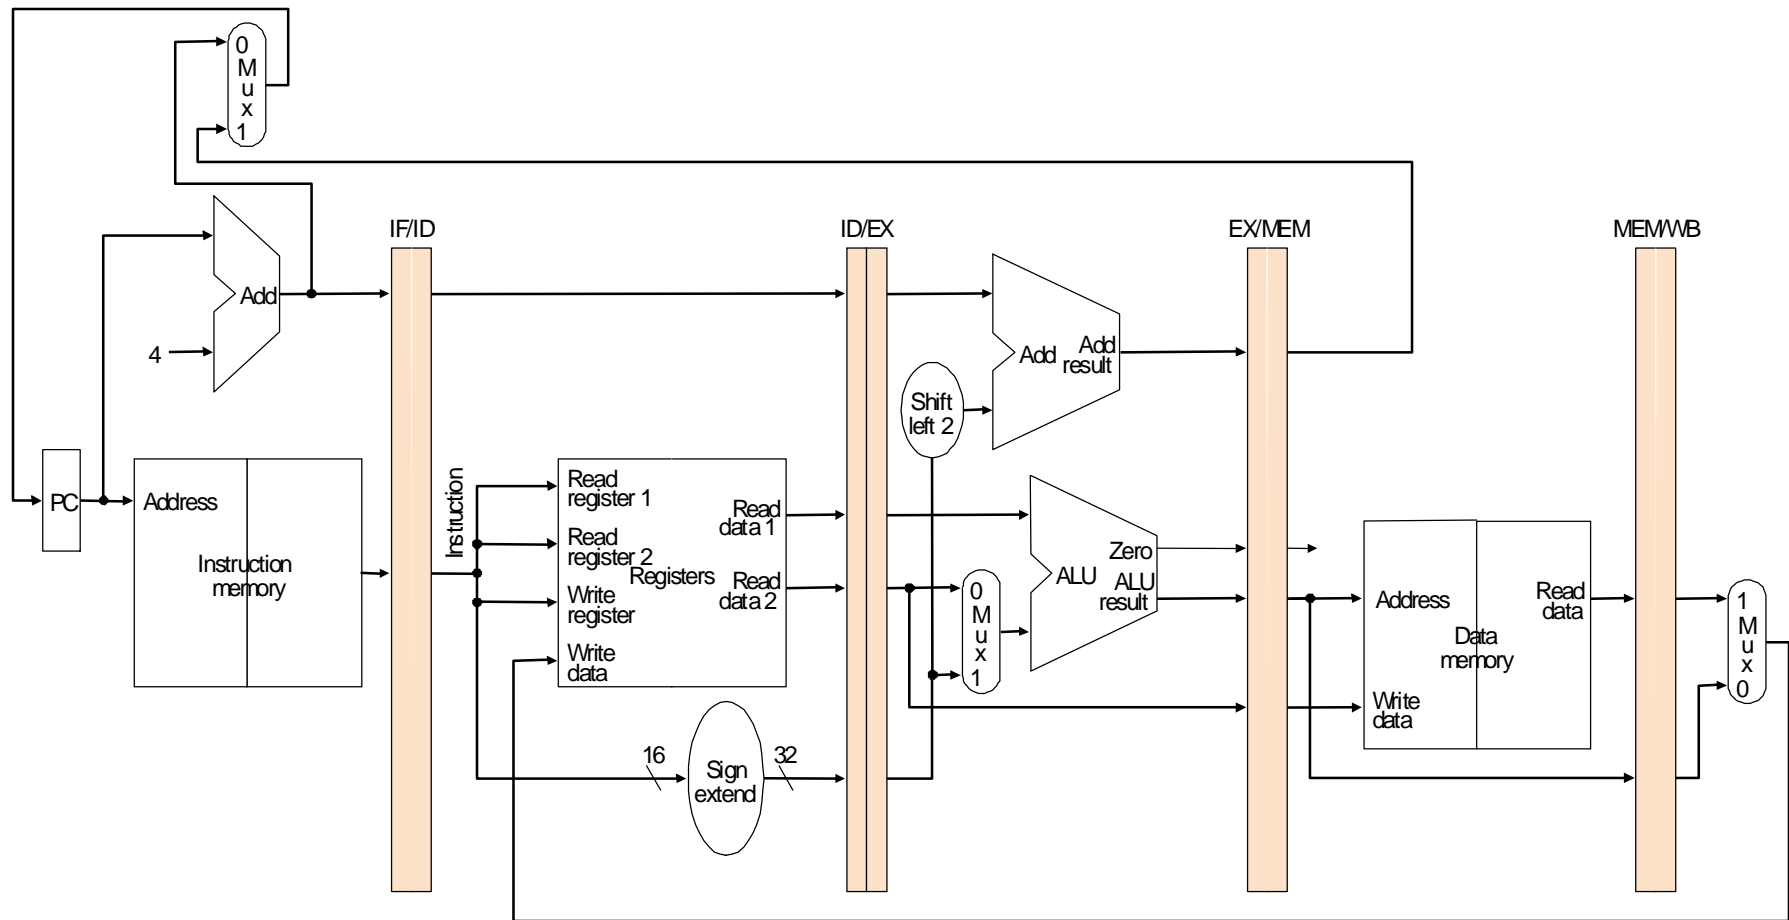 0
M
u
x
1
IF/ID
ID/EX
EX/MEM
MEM/WB
Add
4
Add
Add
result
Shift
left 2
PC
Address
Instruction
memory
Instruction
Read
register 1
Read
register 2
Write
register
Write
data
Registers
Read
data 1
Read
data 2
0
M
u
x
1
Zero
ALU
ALU
result
Address
Write
data
Data
memory
Read
data
1
M
u
x
0
16
Sign
extend
32